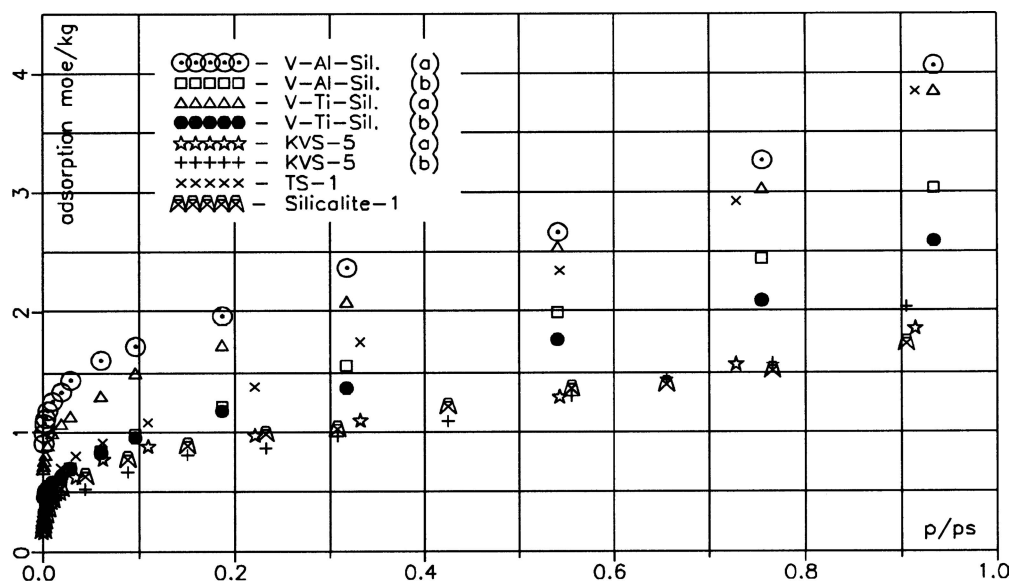 adsorption mole/kg
4
3
2
1
0
V-Al-Sil. (a)
V-Al-Sil. (b)
V-Ti-Sil. (a)
V-Ti-Sil. (b)
KVS-5 (a)
KVS-5 (b)
TS-1
Silicalite-1
p/ps
0.0 0.2 0.4 0.6 0.8 1.0